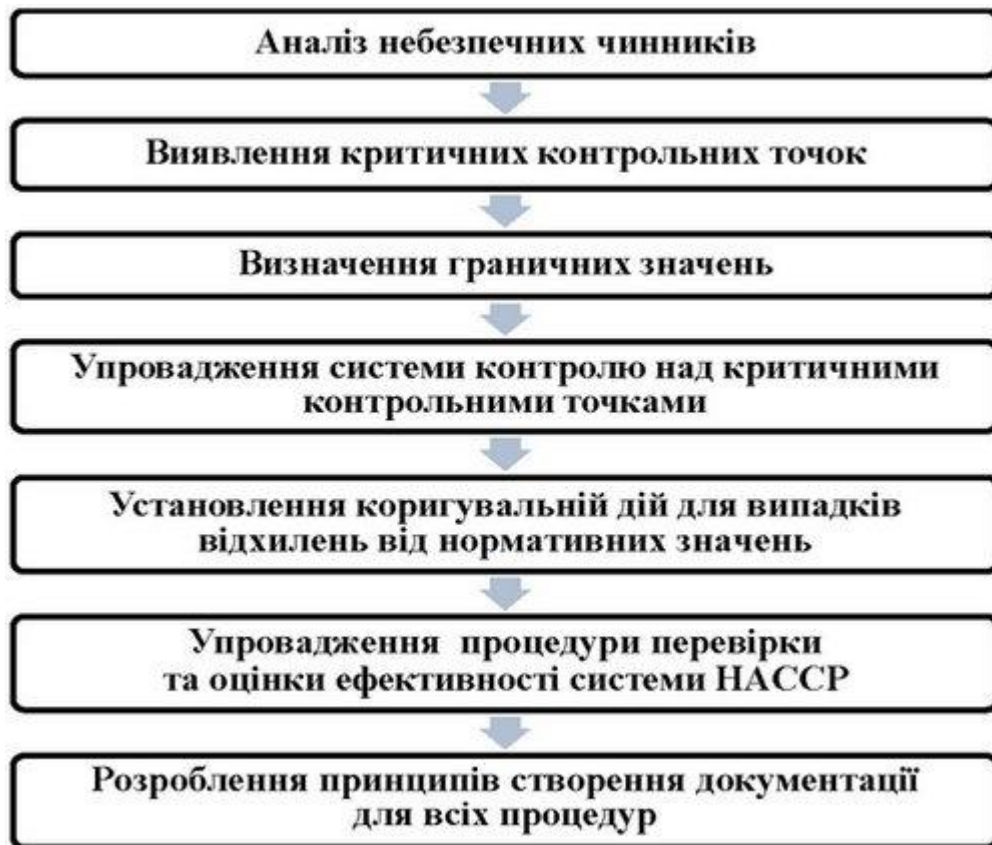 Аналіз небезпечних чинників
Виявлення критичних контрольних точок
Визначення граничних значень
Упровадження системи контролю над критичними
контрольними точками
Установлення коригувальній дій для випадків
відхилень від нормативних значень
Упровадження процедури перевірки
та оцінки ефективності системи НАССР
Розроблення принципів створення документації
для всіх процедур